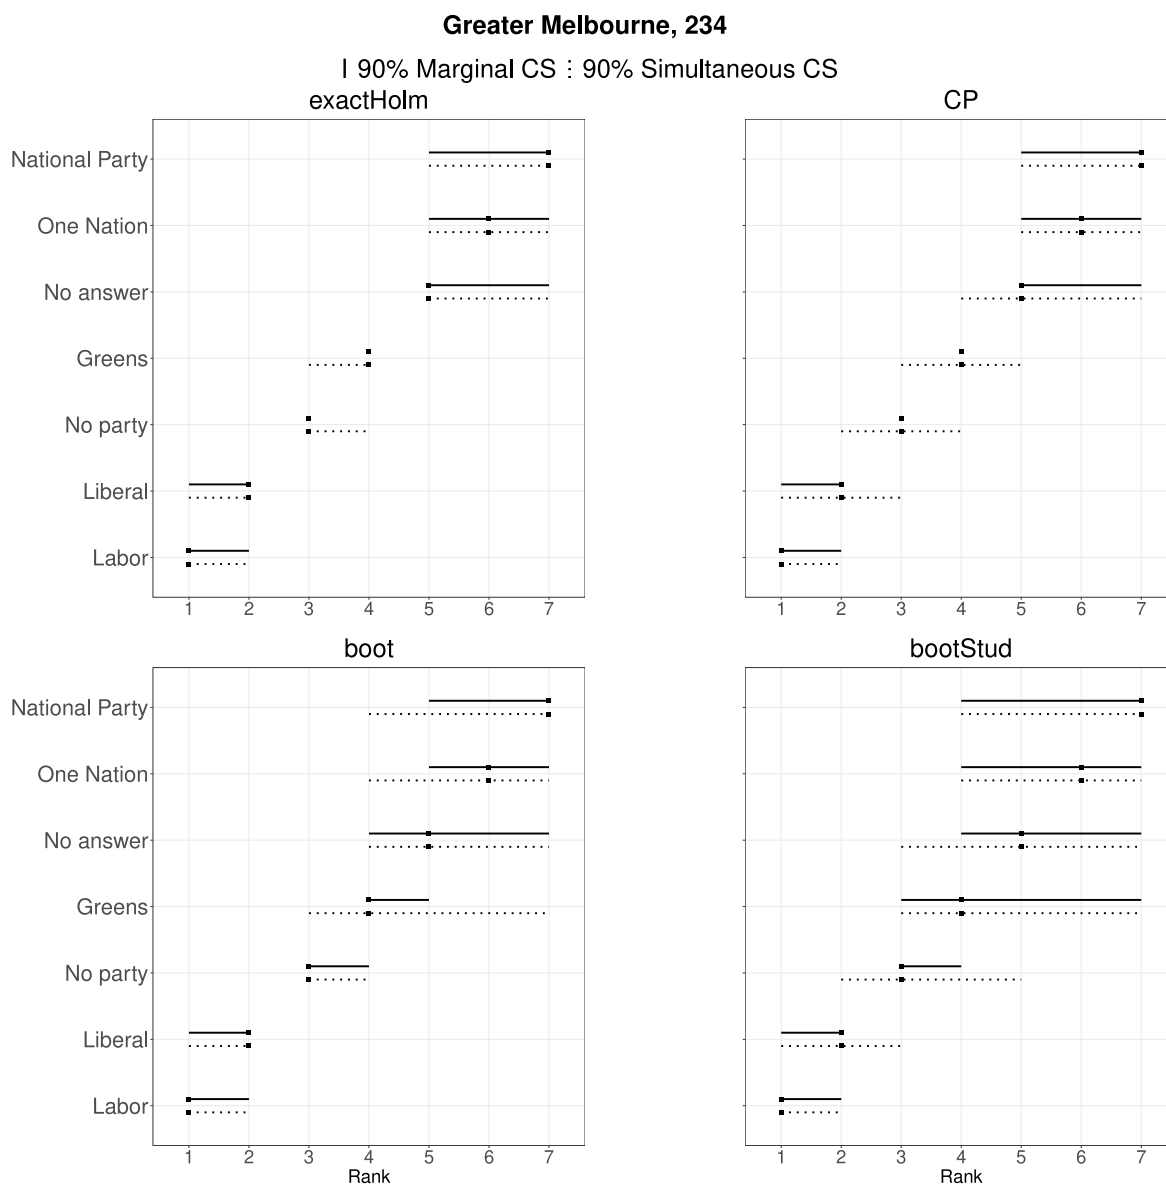 Greater Melbourne, 234
90% Marginal CS 90% Simultaneous CS
exactHolm CP
National Party
One Nation
No answer
Greens
No party
Liberal
Labor
1 2 3 4 5 6 7 1 2 3 4 5 6 7
boot bootStud
National Party
One Nation
No answer
Greens
No party
Liberal
Labor
1 2 3 4 5 6 7 1 2 3 4 5 6 7
Rank Rank